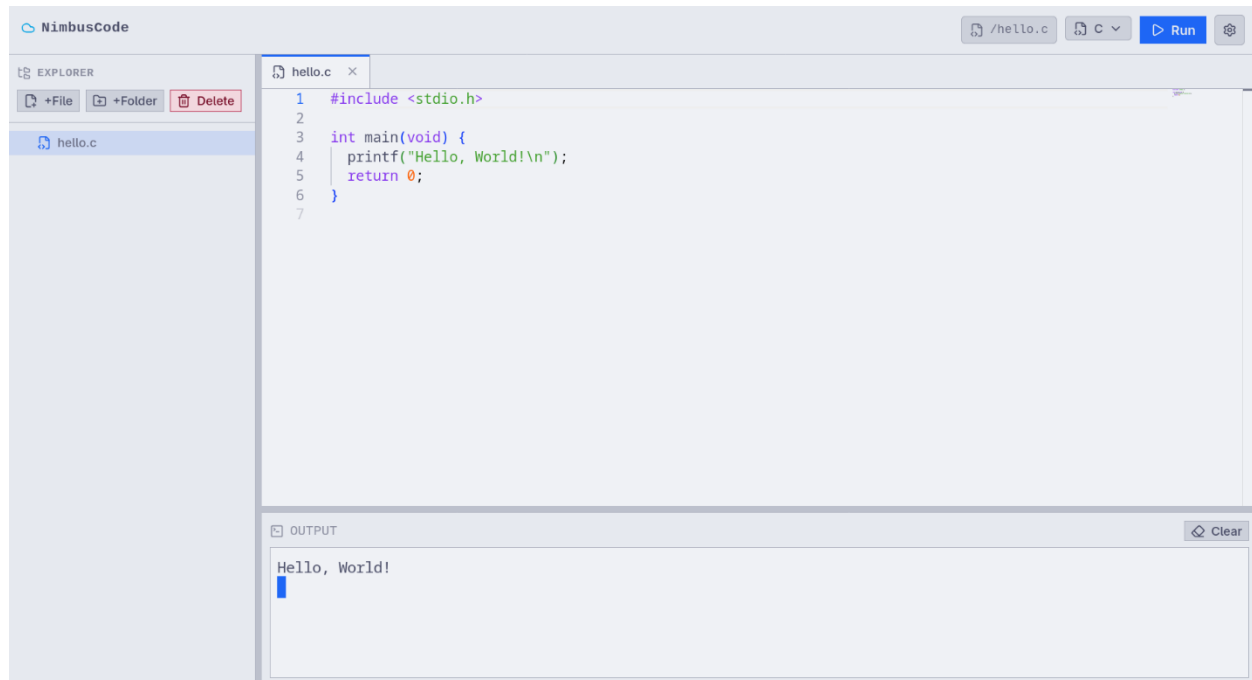 NimbusCode
/hello.c
C
Run
EXPLORER
+File
+Folder
Delete
hello.c
hello.c
1 #include <stdio.h>
2
3 int main(void) {
4   printf("Hello, World!\n");
5   return 0;
6 }
7
OUTPUT
Clear
Hello, World!